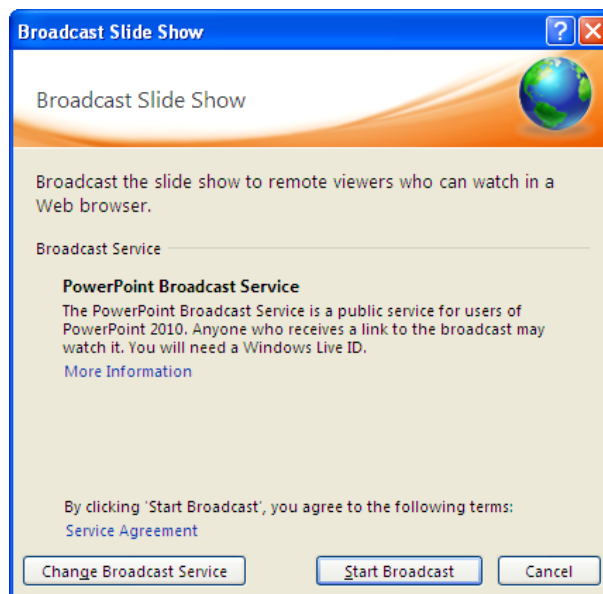 Broadcast Slide Show
Broadcast Slide Show
Broadcast the slide show to remote viewers who can watch in a
Web browser.
Broadcast Service
PowerPoint Broadcast Service
The PowerPoint Broadcast Service is a public service for users of
PowerPoint 2010. Anyone who receives a link to the broadcast may
watch it. You will need a Windows Live ID.
More Information
By clicking 'Start Broadcast', you agree to the following terms:
Service Agreement
Change Broadcast Service Start Broadcast Cancel